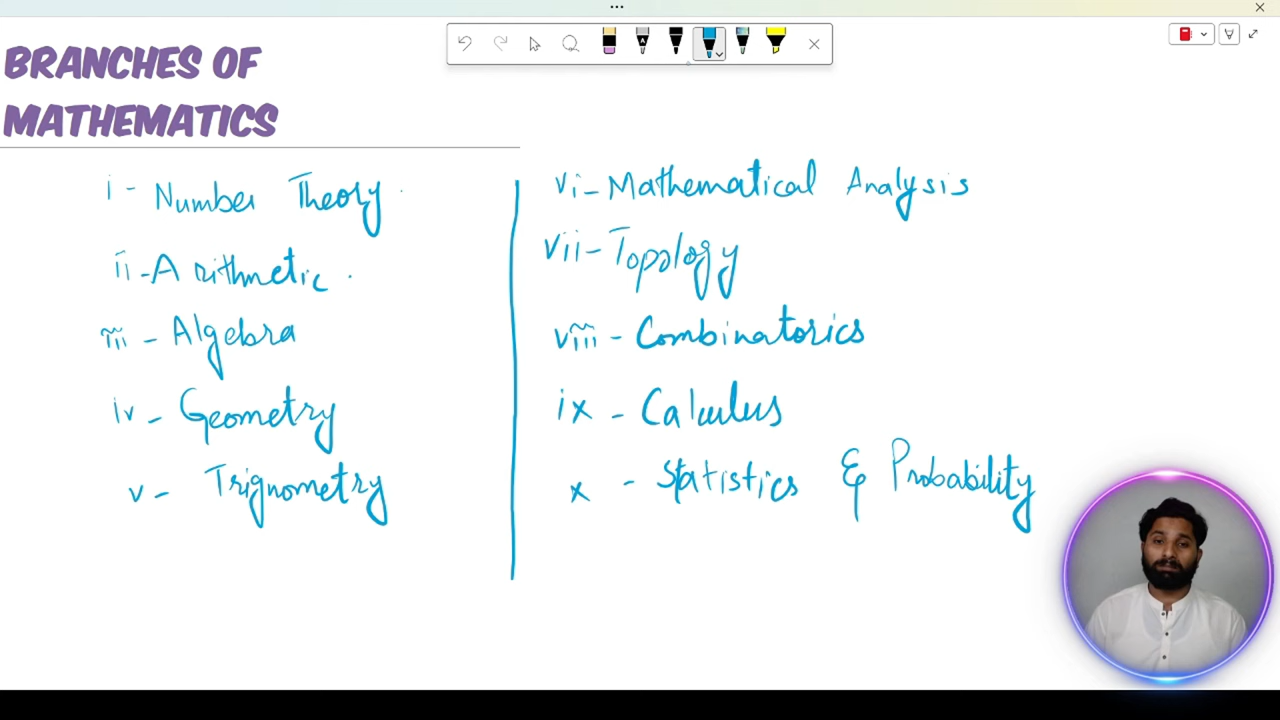 BRANCHES OF
MATHEMATICS
i- Number Theory.
ii-Arithmetic.
iii - Algebra
iv- Geometry
v- Trignometry
vi-Mathematical Analysis
vii-Topology
viii-Combinatorics
ix - Calculus
x - Statistics & Probability